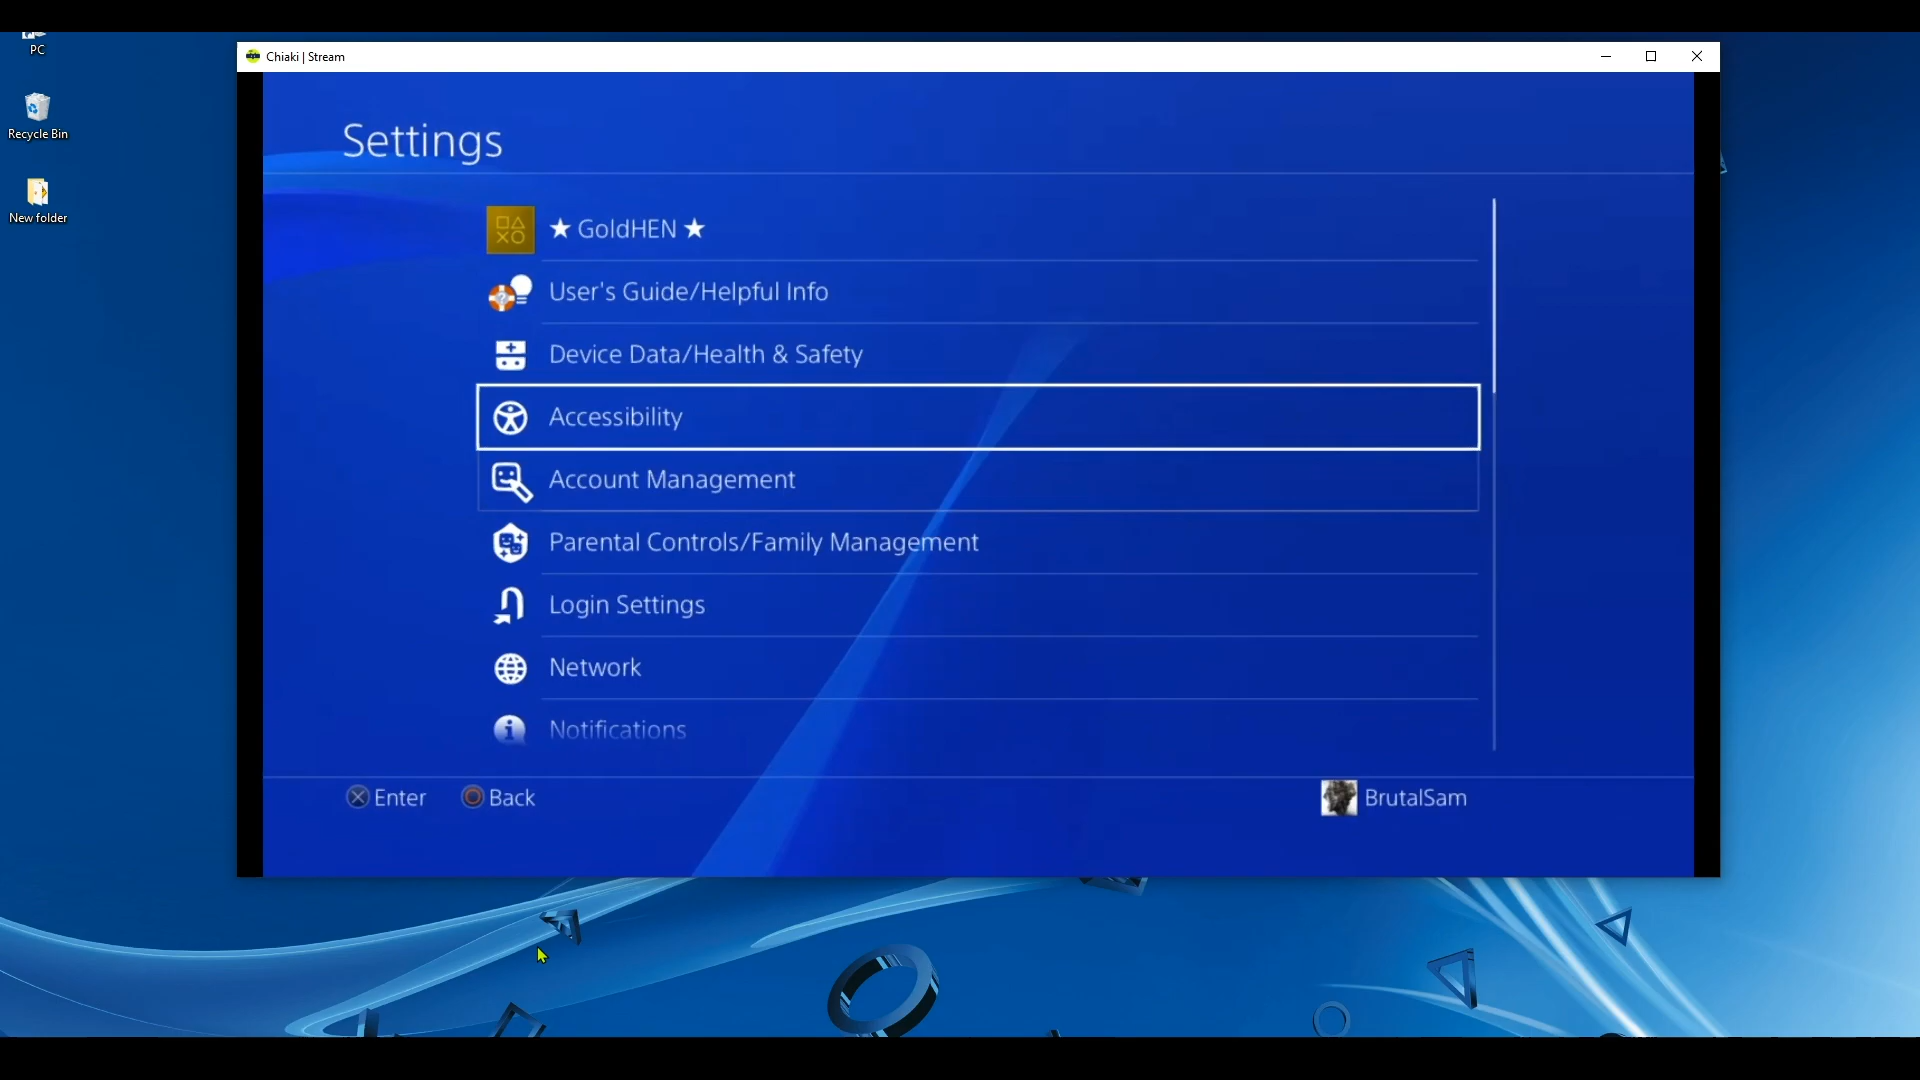 PC
Recycle Bin
New folder
Chiaki | Stream
Settings
★ GoldHEN ★
User's Guide/Helpful Info
Device Data/Health & Safety
Accessibility
Account Management
Parental Controls/Family Management
Login Settings
Network
Notifications
Enter
Back
BrutalSam